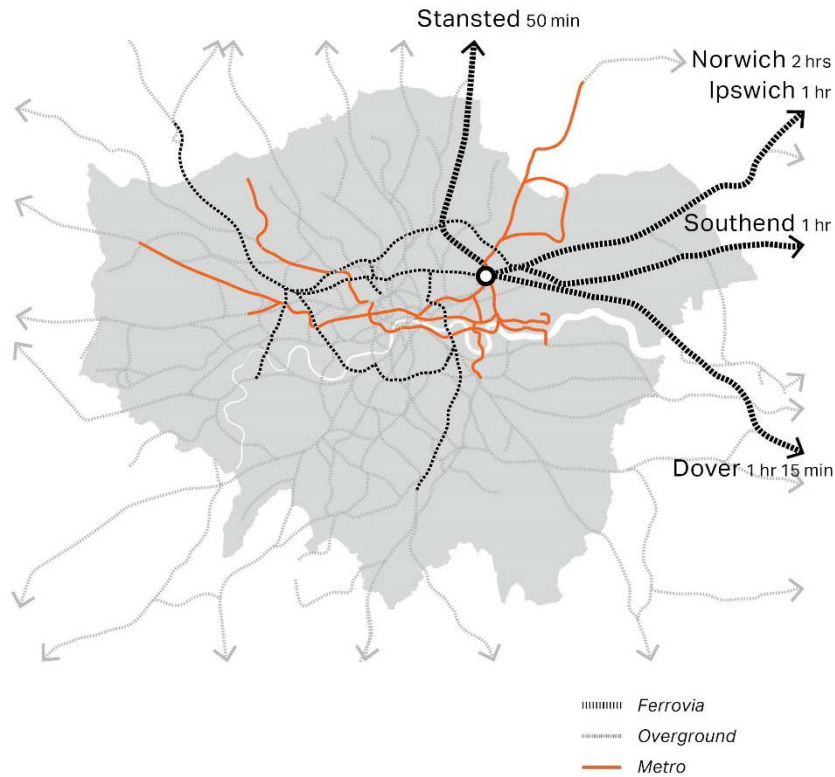 Stansted 50 min
Norwich 2 hrs
Ipswich 1 hr
Southend 1 hr
Dover 1 hr 15 min
Ferrovia
Overground
Metro